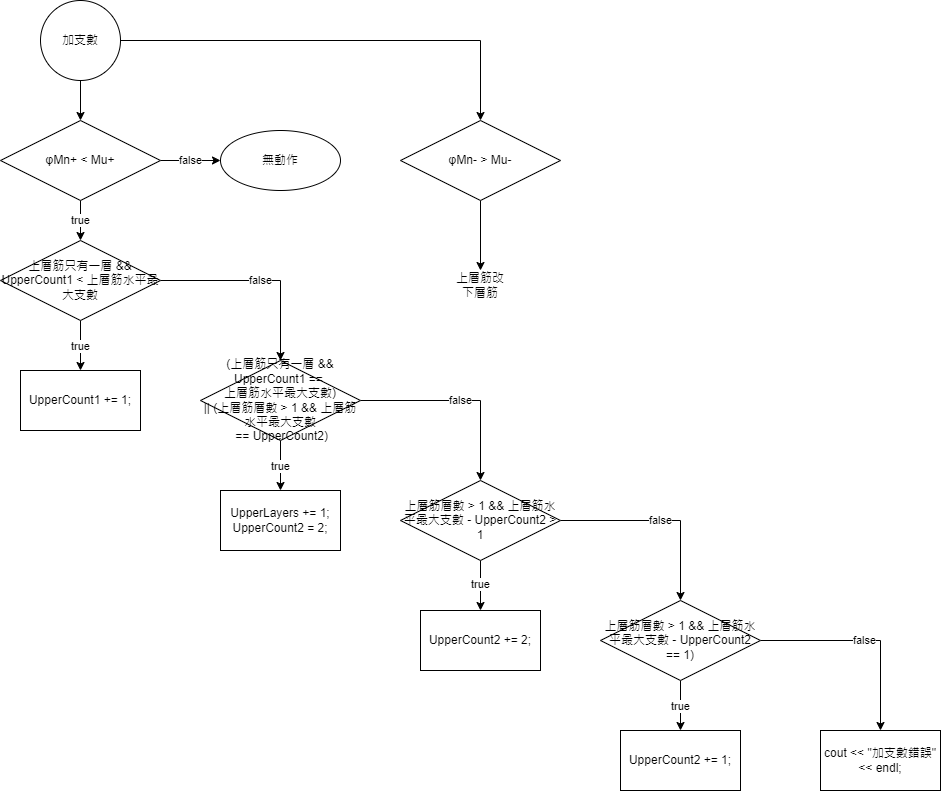 加支數
φMn+ < Mu+
false
無動作
φMn- > Mu-
true
上層筋只有一層 &&
UpperCount1 < 上層筋水平最
大支數
false
上層筋改
下層筋
true
UpperCount1 += 1;
(上層筋只有一層 &&
UpperCount1 ==
上層筋水平最大支數)
|| (上層筋層數 > 1 && 上層筋
水平最大支數
== UpperCount2)
false
true
UpperLayers += 1;
UpperCount2 = 2;
上層筋層數 > 1 && 上層筋水
平最大支數 - UpperCount2 >
1
false
true
UpperCount2 += 2;
上層筋層數 > 1 && 上層筋水
平最大支數 - UpperCount2
== 1)
false
true
UpperCount2 += 1;
cout << "加支數錯誤"
<< endl;